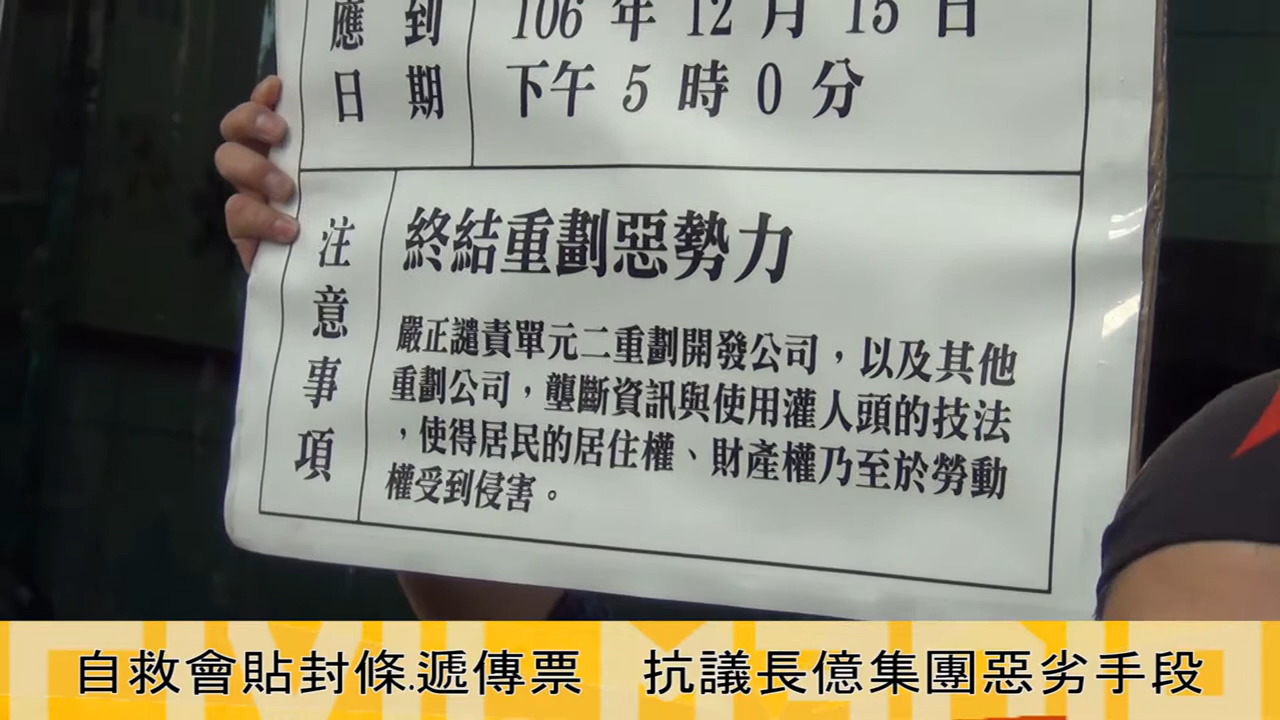 應到日期
106 年 12 月 15 日
下午 5 時 0 分
注意事項
終結重劃惡勢力
嚴正譴責單元二重劃開發公司，以及其他
重劃公司，壟斷資訊與使用灌人頭的技法
，使得居民的居住權、財產權乃至於勞動
權受到侵害。
自救會貼封條.遞傳票 抗議長億集團惡劣手段